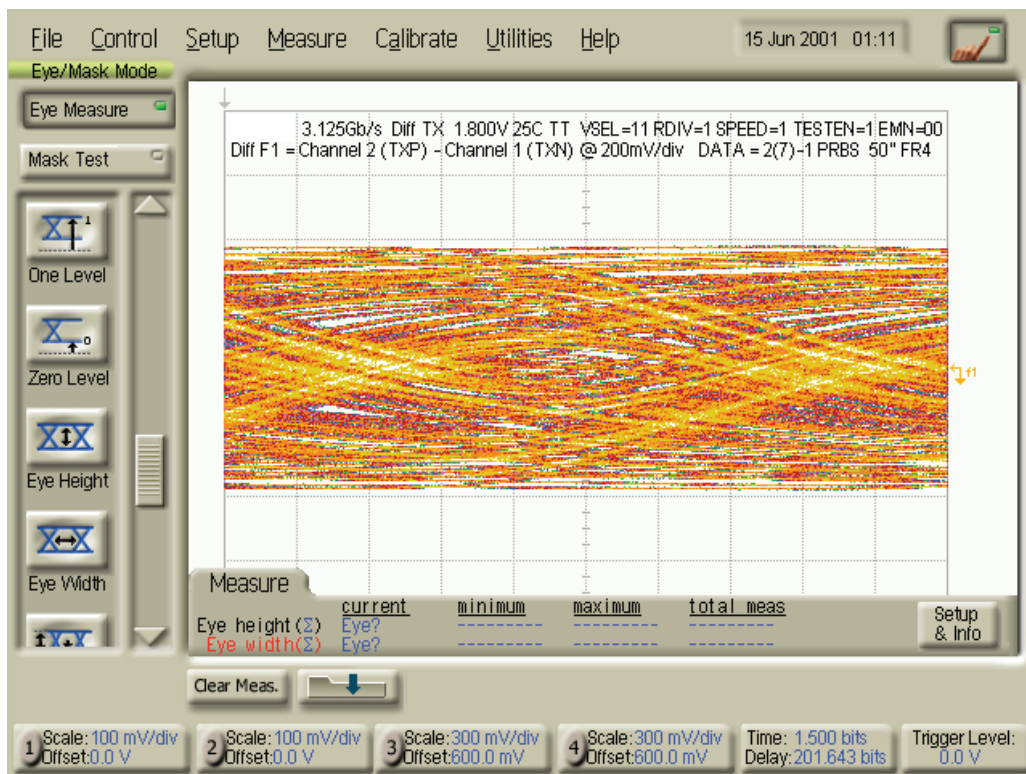 File Control Setup Measure Calibrate Utilities Help 15 Jun 2001 01:11
Eye/Mask Mode
Eye Measure
Mask Test
3.125Gb/s Diff TX 1.800V 25C TT VSEL=11 RDIV=1 SPEED=1 TESTEN=1 EMN=00
Diff F1 = Channel 2 (TXP) - Channel 1 (TXN) @ 200mV/div DATA = 2(7)-1 PRBS 50" FR4
1
One Level
0
Zero Level
f1
Eye Height
Eye Width
Measure
current minimum maximum total meas
Eye height(Σ) Eye? --------- --------- --------- ---------
Eye width(Σ) Eye? --------- --------- --------- ---------
Setup
& Info
Clear Meas.
1 Scale:100 mV/div
Offset:0.0 V
2 Scale:100 mV/div
Offset:0.0 V
3 Scale:300 mV/div
Offset:600.0 mV
4 Scale:300 mV/div
Offset:600.0 mV
Time: 1.500 bits
Delay:201.643 bits
Trigger Level:
0.0 V